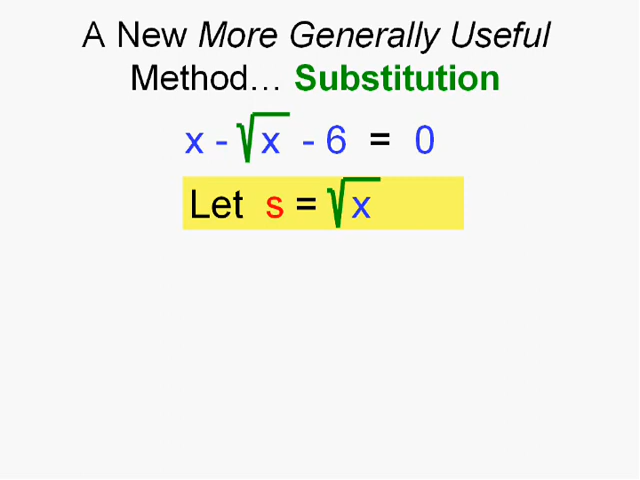 A New More Generally Useful
Method... Substitution
x - √x - 6 = 0
Let s = √x